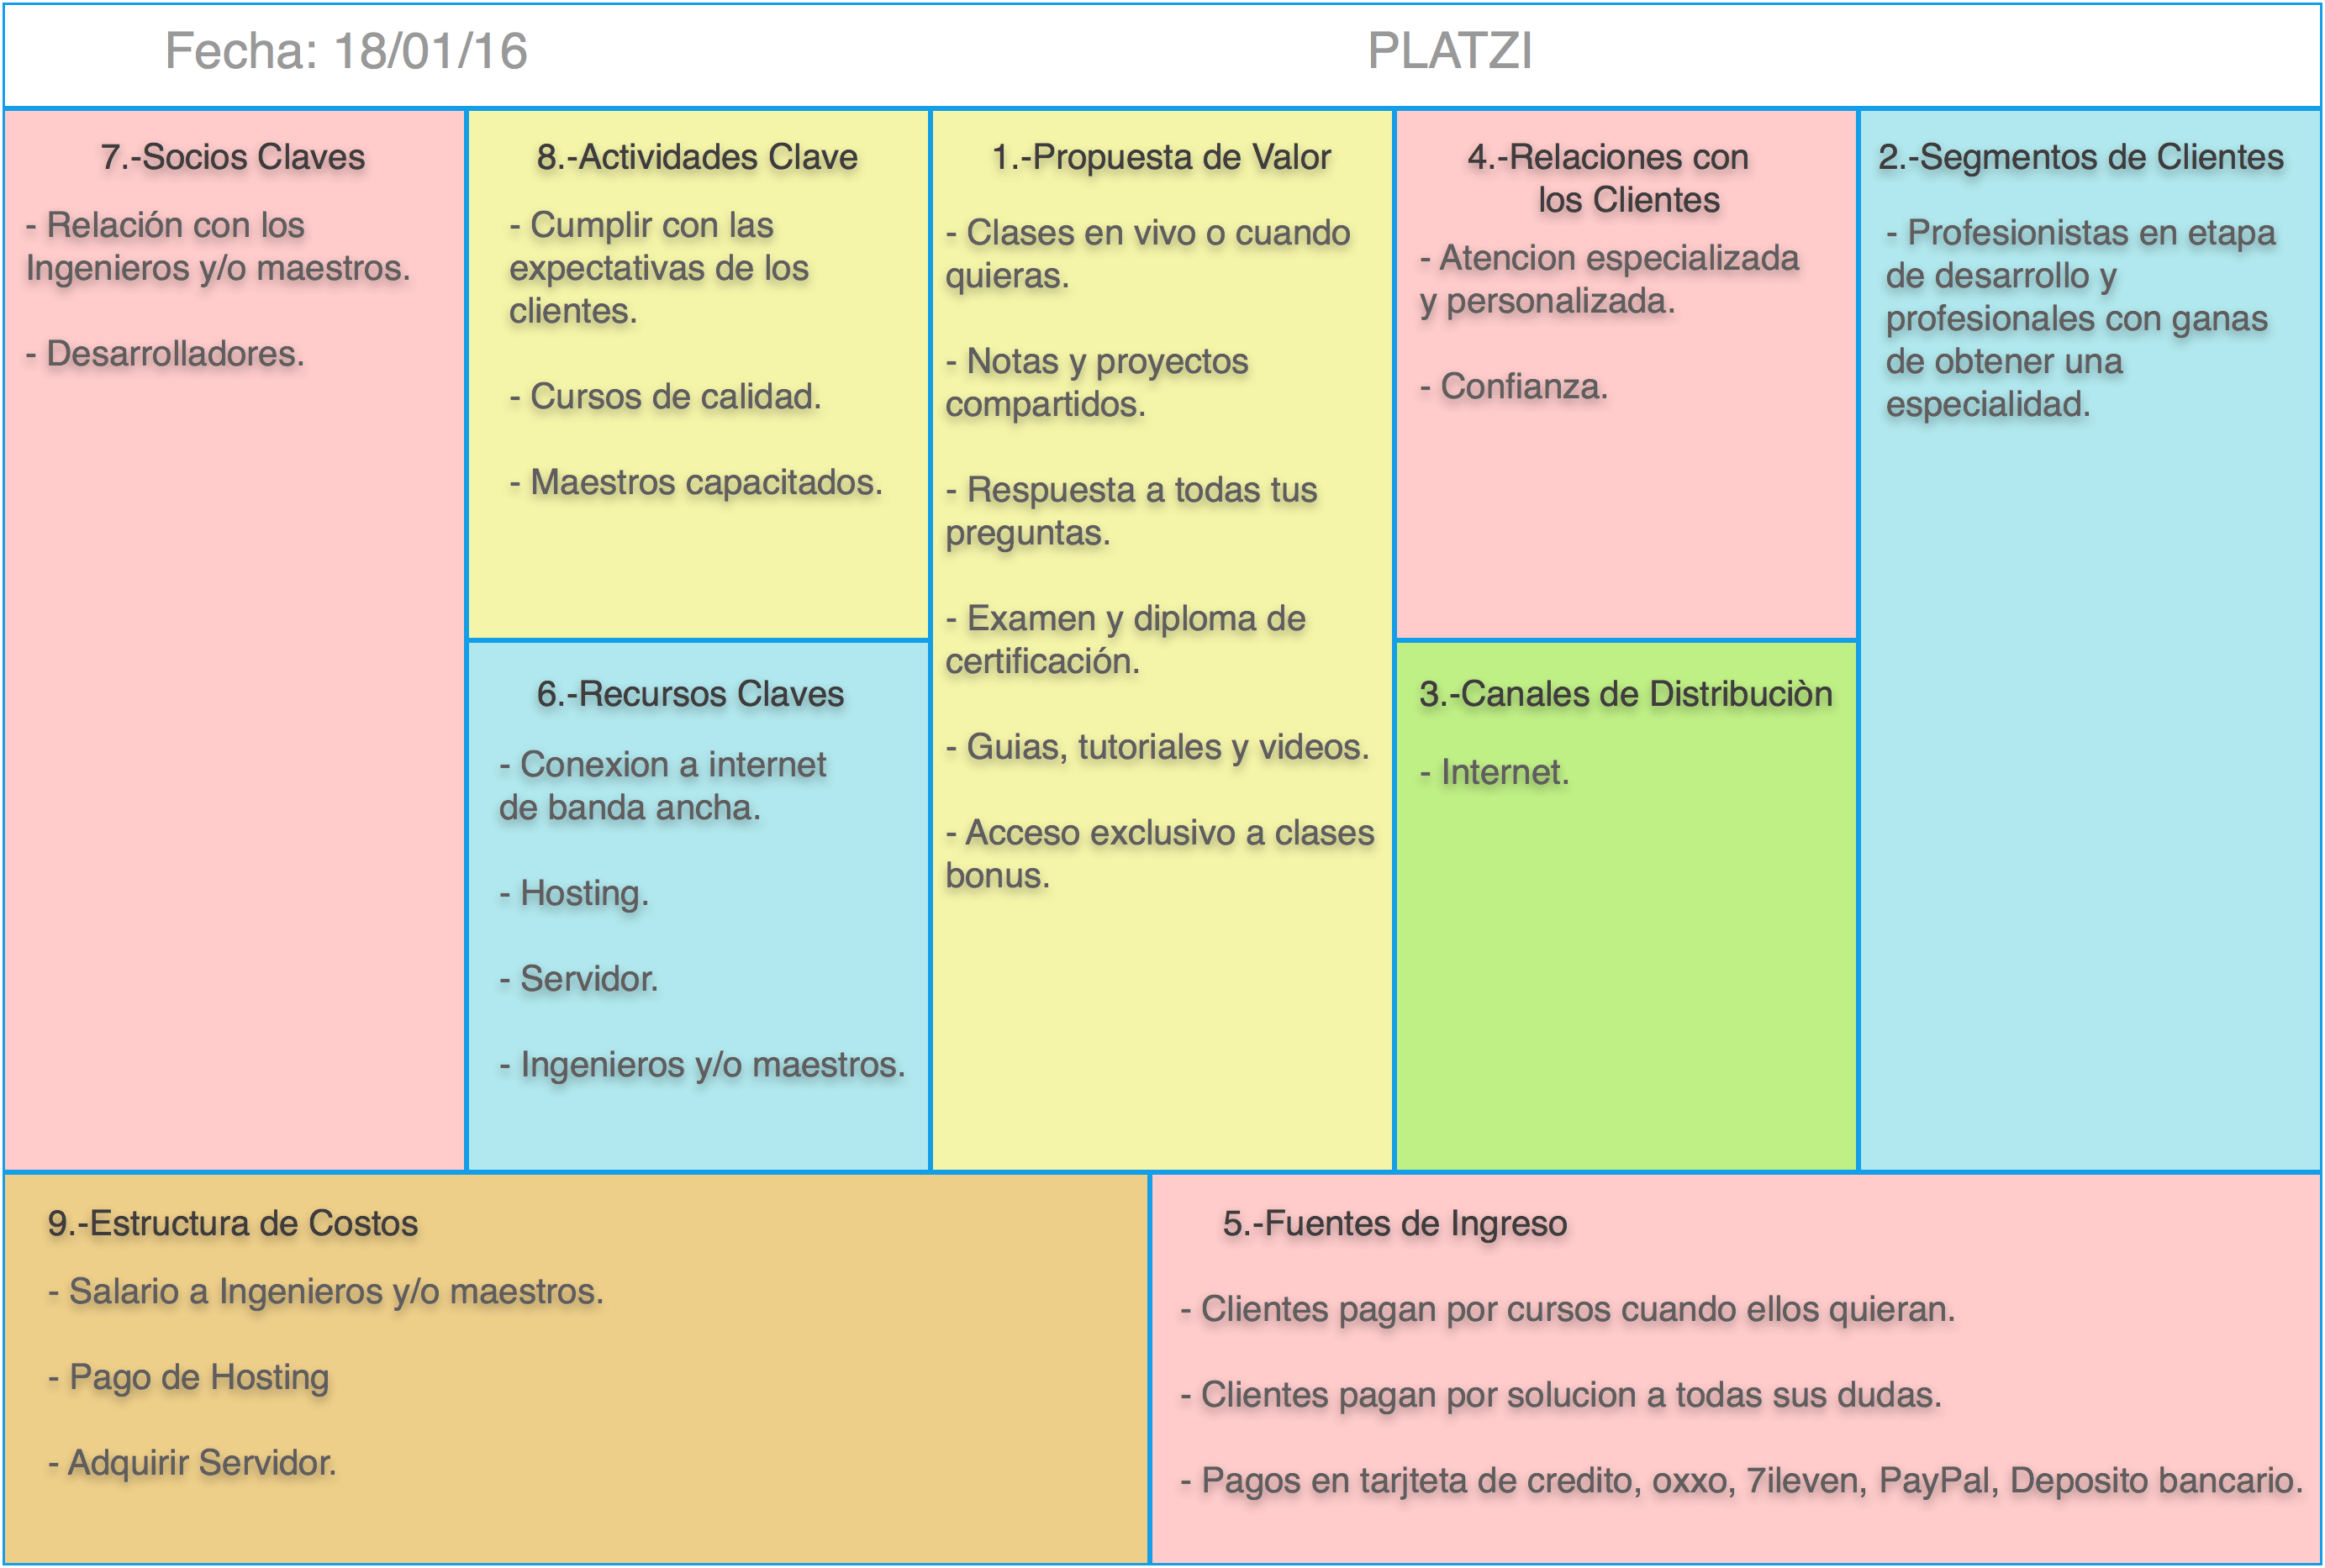 Fecha: 18/01/16
PLATZI
7.-Socios Claves
- Relación con los
Ingenieros y/o maestros.
- Desarrolladores.
8.-Actividades Clave
- Cumplir con las
expectativas de los
clientes.
- Cursos de calidad.
- Maestros capacitados.
6.-Recursos Claves
- Conexion a internet
de banda ancha.
- Hosting.
- Servidor.
- Ingenieros y/o maestros.
1.-Propuesta de Valor
- Clases en vivo o cuando
quieras.
- Notas y proyectos
compartidos.
- Respuesta a todas tus
preguntas.
- Examen y diploma de
certificación.
- Guias, tutoriales y videos.
- Acceso exclusivo a clases
bonus.
4.-Relaciones con
los Clientes
- Atencion especializada
y personalizada.
- Confianza.
3.-Canales de Distribuciòn
- Internet.
2.-Segmentos de Clientes
- Profesionistas en etapa
de desarrollo y
profesionales con ganas
de obtener una
especialidad.
9.-Estructura de Costos
- Salario a Ingenieros y/o maestros.
- Pago de Hosting
- Adquirir Servidor.
5.-Fuentes de Ingreso
- Clientes pagan por cursos cuando ellos quieran.
- Clientes pagan por solucion a todas sus dudas.
- Pagos en tarjteta de credito, oxxo, 7ileven, PayPal, Deposito bancario.